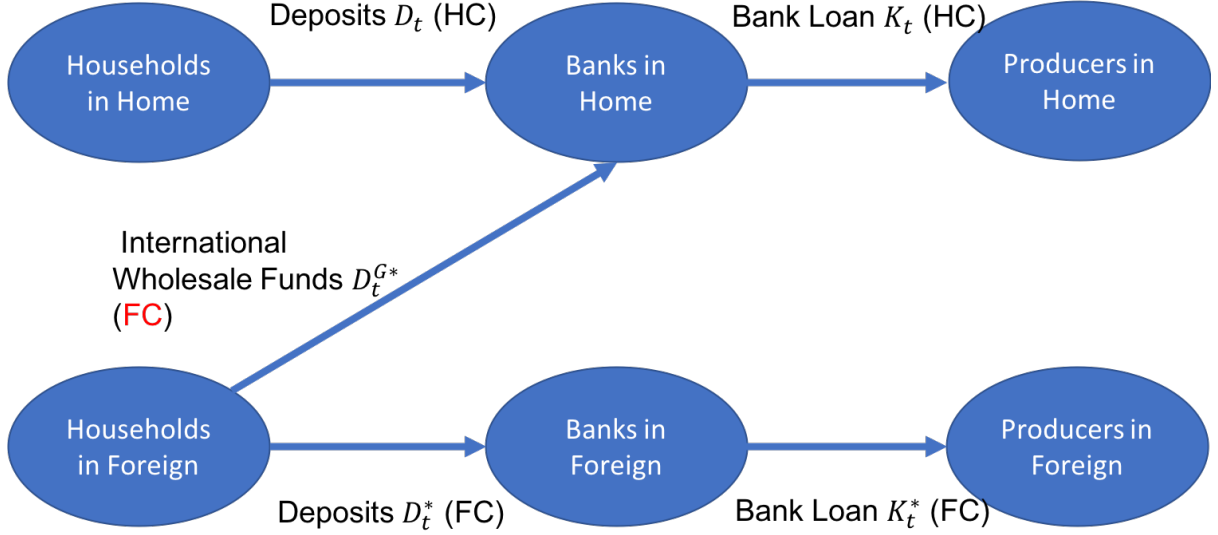 Deposits $D_t$ (HC)
Bank Loan $K_t$ (HC)
Households
in Home
Banks in
Home
Producers in
Home
International
Wholesale Funds $D_t^{G*}$
(FC)
Households
in Foreign
Banks in
Foreign
Producers in
Foreign
Deposits $D_t^*$ (FC)
Bank Loan $K_t^*$ (FC)